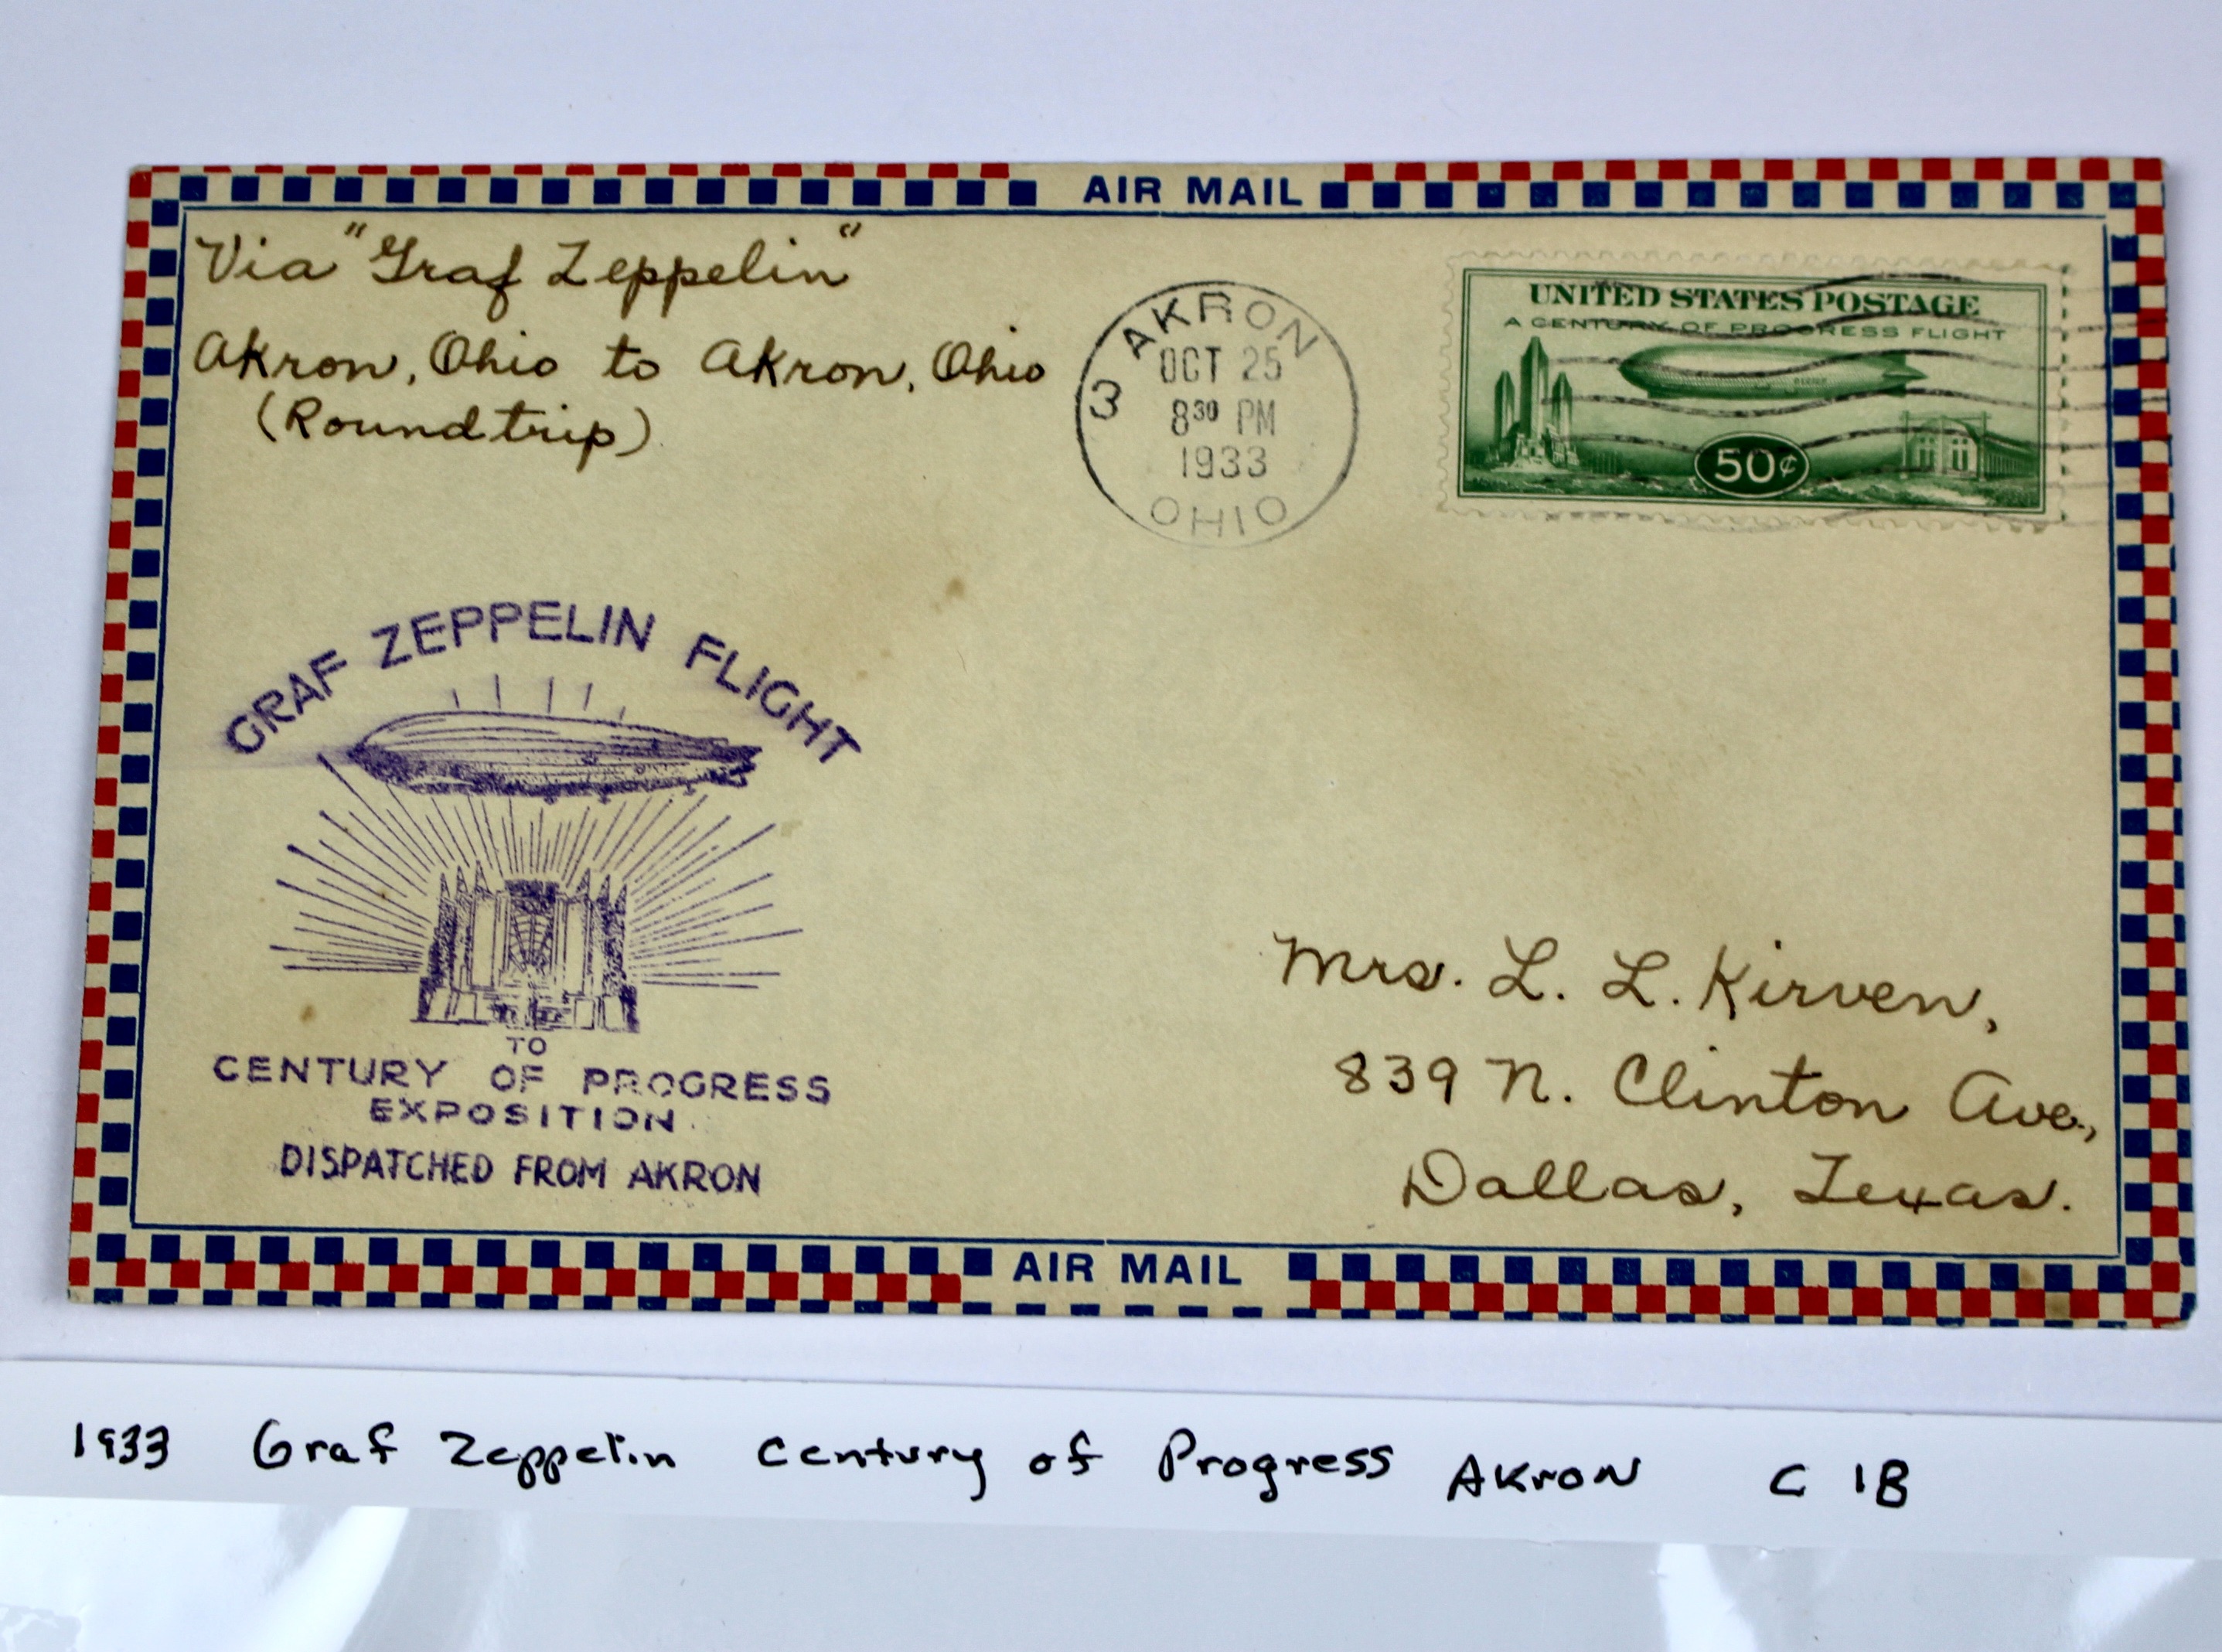 AIR MAIL
Via "Graf Zeppelin"
Akron, Ohio to Akron, Ohio
(Roundtrip)
AKRON
3
OCT 25
8³⁰ PM
1933
OHIO
UNITED STATES POSTAGE
A CENTURY OF PROGRESS FLIGHT
50¢
GRAF ZEPPELIN FLIGHT
TO
CENTURY OF PROGRESS
EXPOSITION
DISPATCHED FROM AKRON
Mrs. L. L. Kirven,
839 N. Clinton Ave.,
Dallas, Texas.
AIR MAIL
1933 Graf Zeppelin Century of Progress Akron C 18